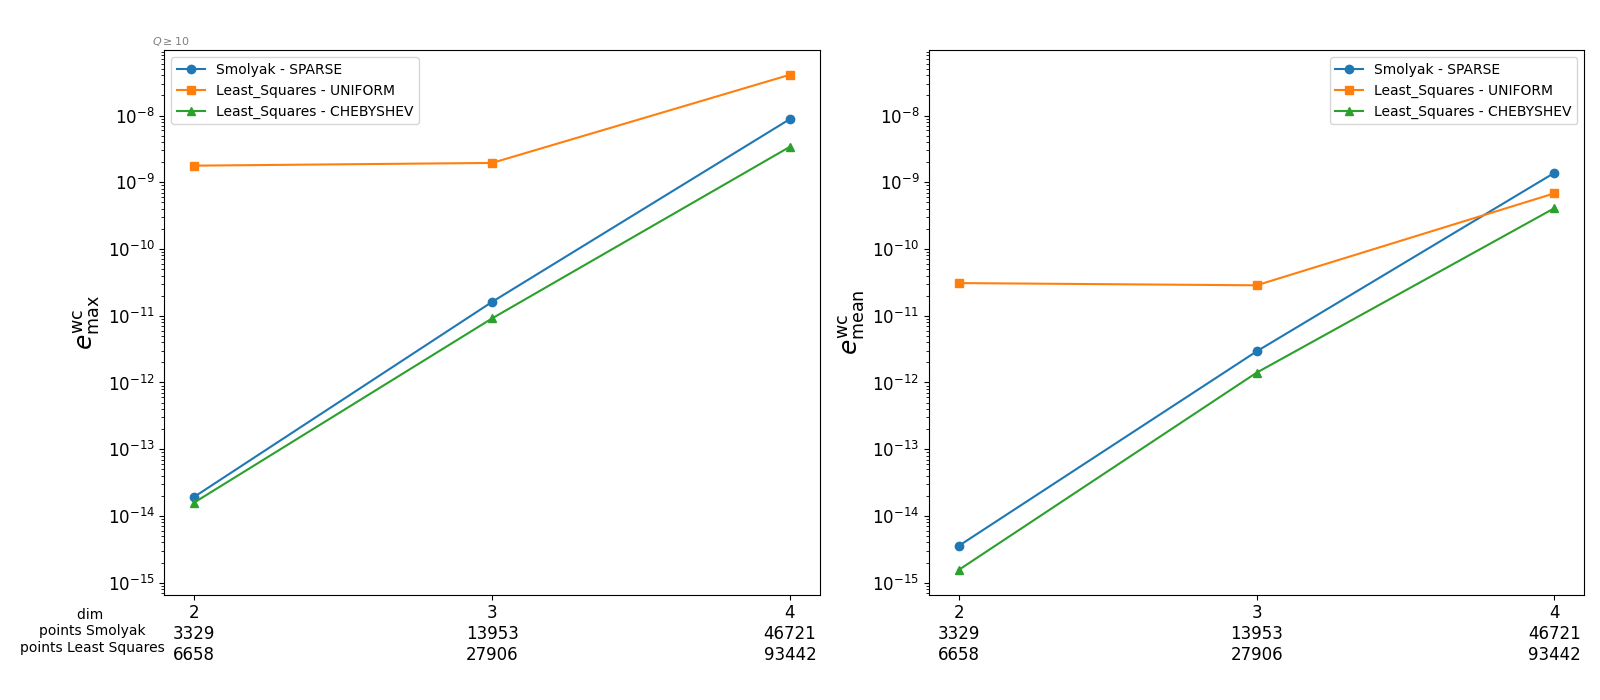 Q ≥ 10
Smolyak - SPARSE
Least_Squares - UNIFORM
Least_Squares - CHEBYSHEV
10⁻⁸
10⁻⁹
10⁻¹⁰
10⁻¹¹
10⁻¹²
10⁻¹³
10⁻¹⁴
10⁻¹⁵
e^wc_max
2 3 4
3329 13953 46721
6658 27906 93442
dim
points Smolyak
points Least Squares
Smolyak - SPARSE
Least_Squares - UNIFORM
Least_Squares - CHEBYSHEV
10⁻⁸
10⁻⁹
10⁻¹⁰
10⁻¹¹
10⁻¹²
10⁻¹³
10⁻¹⁴
10⁻¹⁵
e^wc_mean
2 3 4
3329 13953 46721
6658 27906 93442